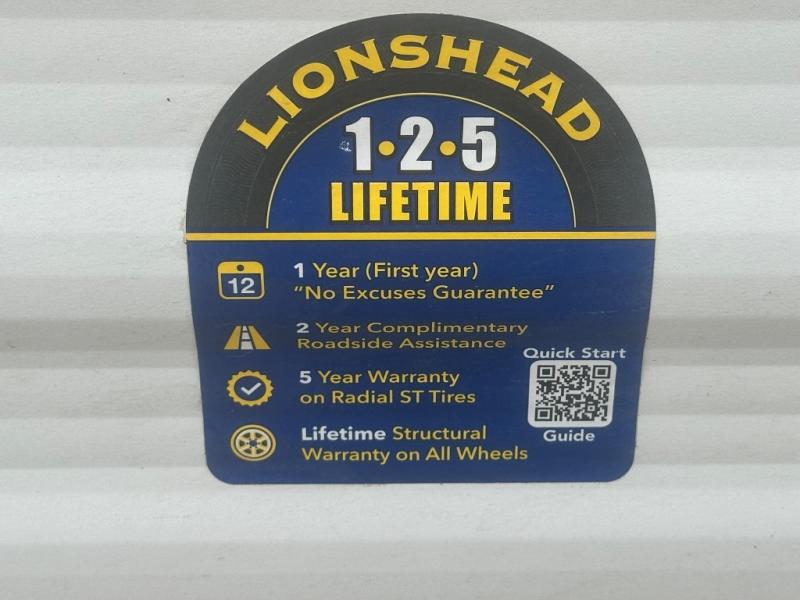 LIONSHEAD
1•2•5
LIFETIME
12
1 Year (First year)
“No Excuses Guarantee”
2 Year Complimentary
Roadside Assistance
5 Year Warranty
on Radial ST Tires
Lifetime Structural
Warranty on All Wheels
Quick Start
Guide